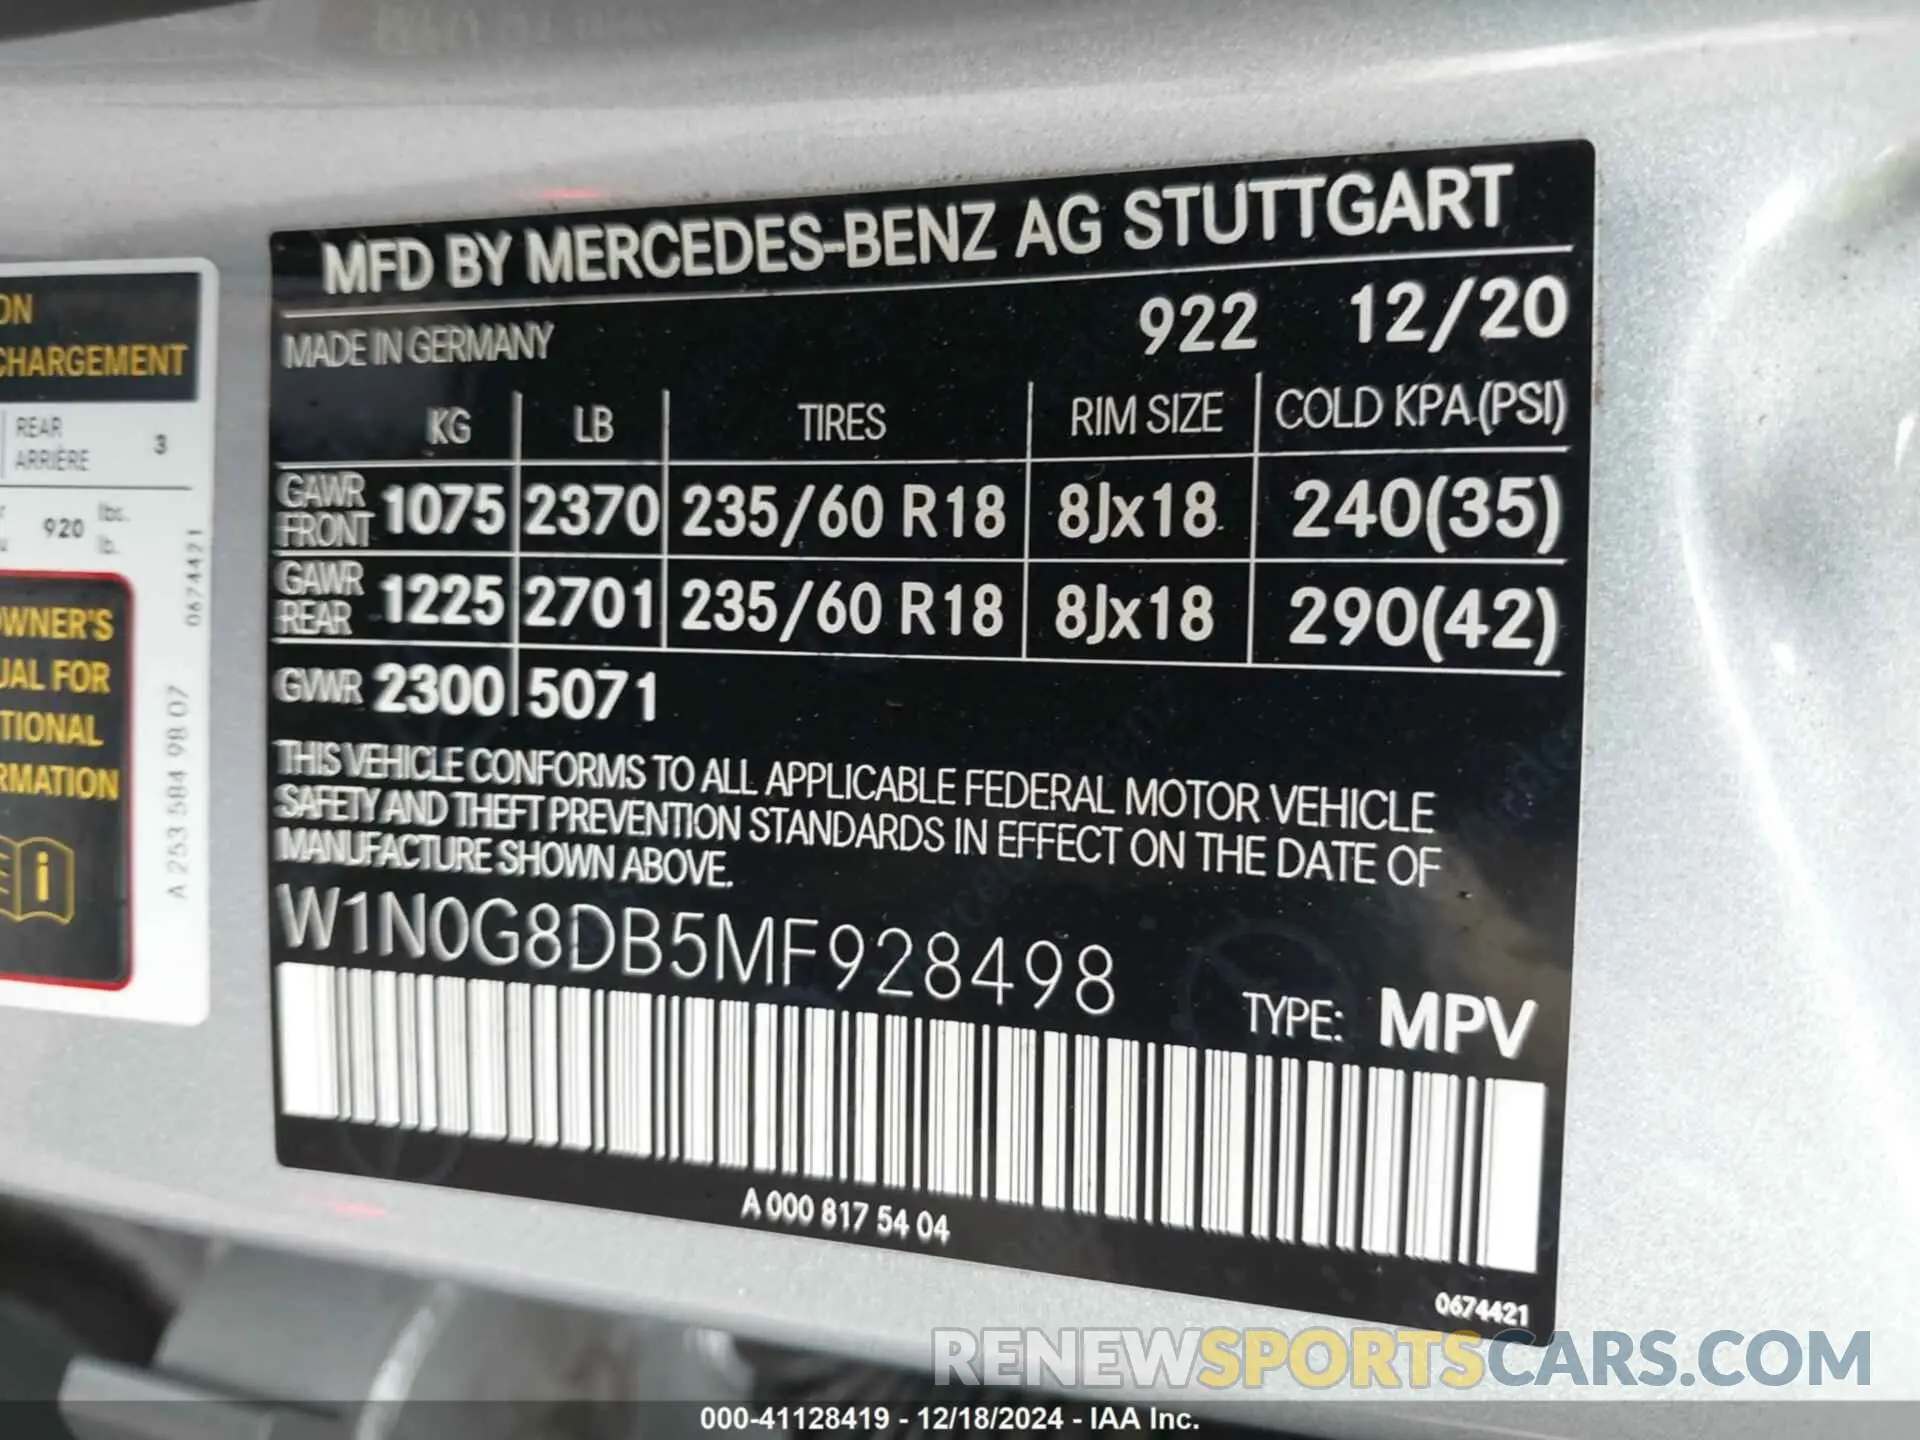 ON
CHARGEMENT
REAR
ARRIÈRE
3
920
lbs.
lb.
OWNER'S
UAL FOR
TIONAL
RMATION
A 253 584 98 07
0674421
MFD BY MERCEDES-BENZ AG STUTTGART
MADE IN GERMANY 922 12/20
KG LB TIRES RIM SIZE COLD KPA.(PSI)
GAWR FRONT 1075 2370 235/60 R18 8Jx18 240(35)
GAWR REAR 1225 2701 235/60 R18 8Jx18 290(42)
GVWR 2300 5071
THIS VEHICLE CONFORMS TO ALL APPLICABLE FEDERAL MOTOR VEHICLE
SAFETY AND THEFT PREVENTION STANDARDS IN EFFECT ON THE DATE OF
MANUFACTURE SHOWN ABOVE.
W1N0G8DB5MF928498
TYPE: MPV
A 000 817 54 04
0674421
RENEWSPORTSCARS.COM
000-41128419 - 12/18/2024 - IAA Inc.